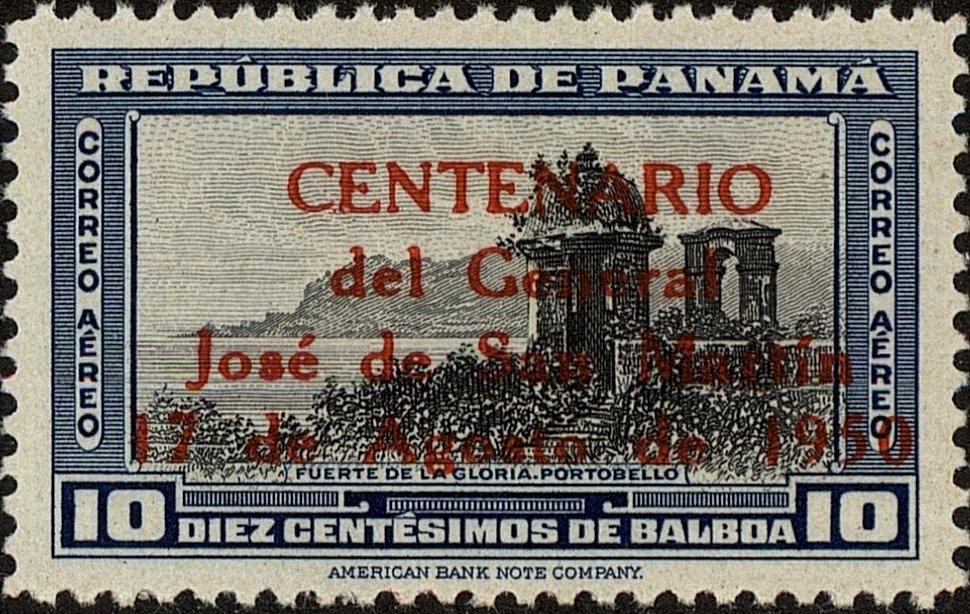 REPÚBLICA DE PANAMÁ
CORREO AÉREO
CORREO AÉREO
CENTENARIO
del General
José de San Martín
17 de Agosto de 1950
FUERTE DE LA GLORIA. PORTOBELLO
10 DIEZ CENTÉSIMOS DE BALBOA 10
AMERICAN BANK NOTE COMPANY.